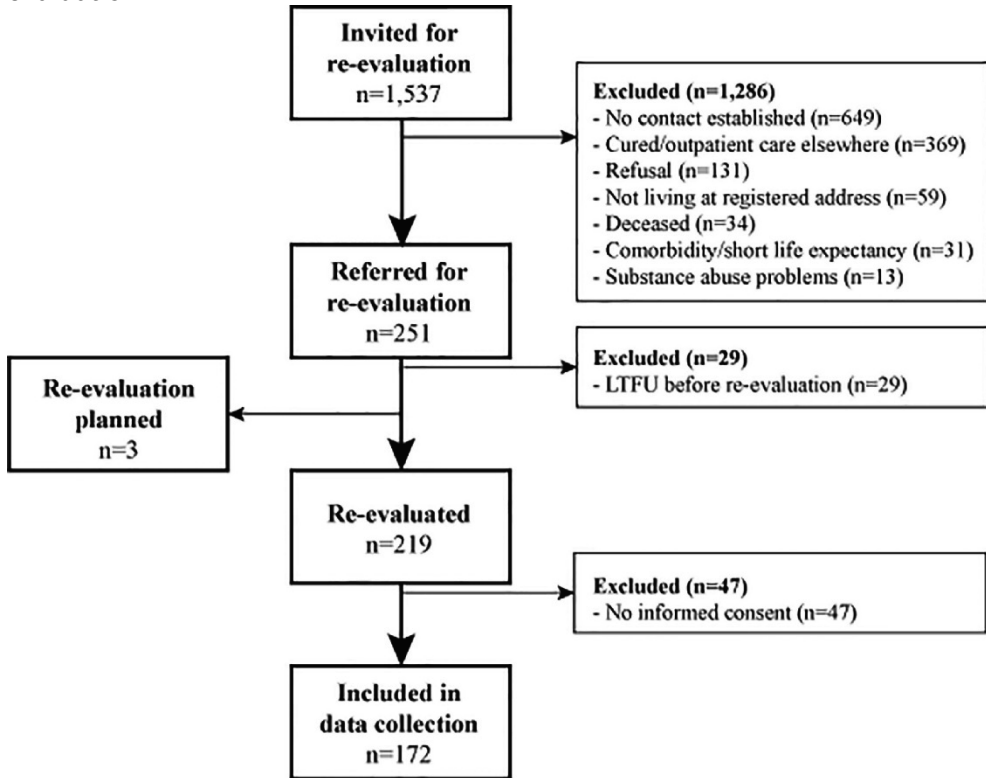 Invited for
re-evaluation
n=1,537
Excluded (n=1,286)
- No contact established (n=649)
- Cured/outpatient care elsewhere (n=369)
- Refusal (n=131)
- Not living at registered address (n=59)
- Deceased (n=34)
- Comorbidity/short life expectancy (n=31)
- Substance abuse problems (n=13)
Referred for
re-evaluation
n=251
Excluded (n=29)
- LTFU before re-evaluation (n=29)
Re-evaluation
planned
n=3
Re-evaluated
n=219
Excluded (n=47)
- No informed consent (n=47)
Included in
data collection
n=172